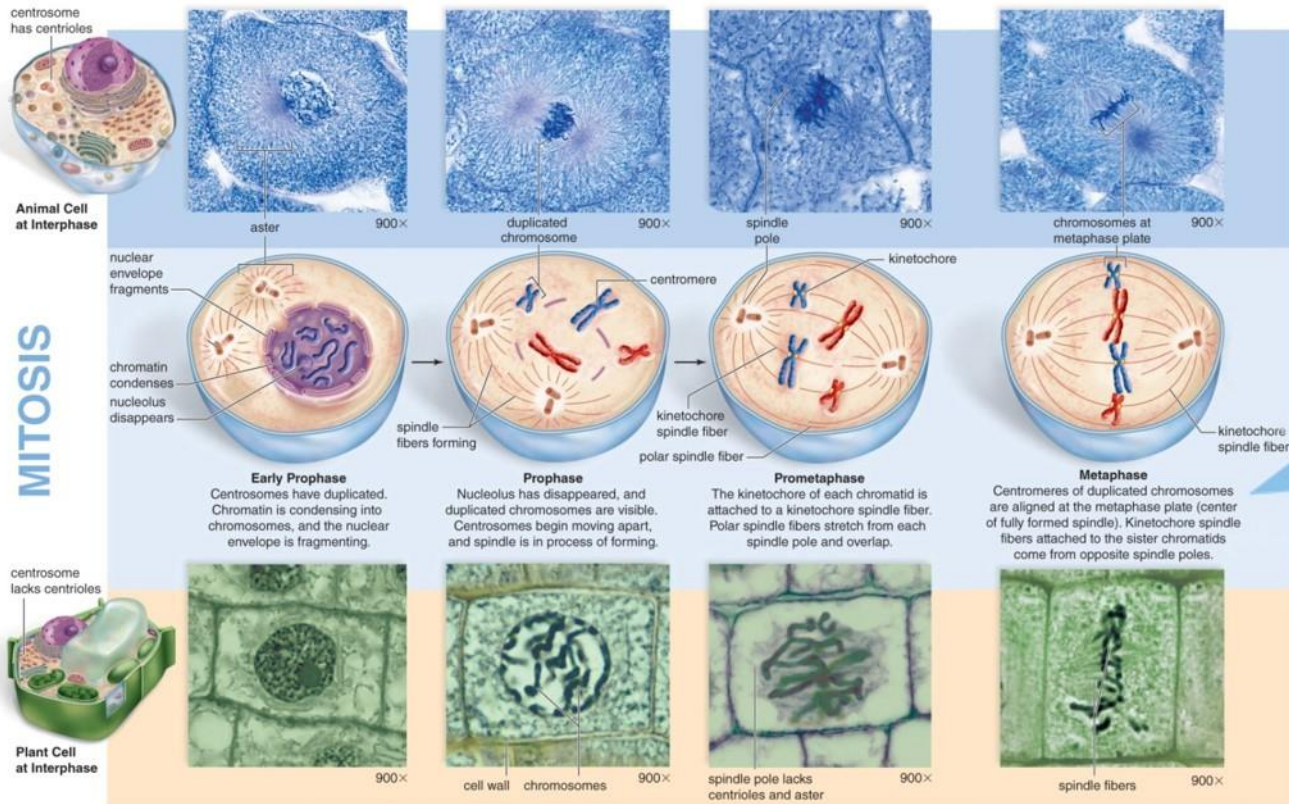 centrosome
has centrioles
Animal Cell
at Interphase
900×
900×
900×
900×
aster
duplicated
chromosome
spindle
pole
chromosomes at
metaphase plate
MITOSIS
nuclear
envelope
fragments
chromatin
condenses
nucleolus
disappears
centromere
spindle
fibers forming
kinetochore
kinetochore
spindle fiber
polar spindle fiber
kinetochore
spindle fiber
Early Prophase
Centrosomes have duplicated.
Chromatin is condensing into
chromosomes, and the nuclear
envelope is fragmenting.
Prophase
Nucleolus has disappeared, and
duplicated chromosomes are visible.
Centrosomes begin moving apart,
and spindle is in process of forming.
Prometaphase
The kinetochore of each chromatid is
attached to a kinetochore spindle fiber.
Polar spindle fibers stretch from each
spindle pole and overlap.
Metaphase
Centromeres of duplicated chromosomes
are aligned at the metaphase plate (center
of fully formed spindle). Kinetochore spindle
fibers attached to the sister chromatids
come from opposite spindle poles.
centrosome
lacks centrioles
Plant Cell
at Interphase
900×
cell wall
chromosomes
900×
spindle pole lacks
centrioles and aster
900×
spindle fibers
900×